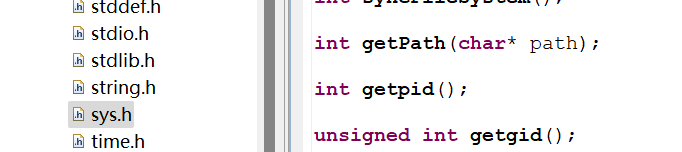 stddef.h
stdio.h
stdlib.h
string.h
sys.h
time.h
int getPath(char* path);
int getpid();
unsigned int getgid();